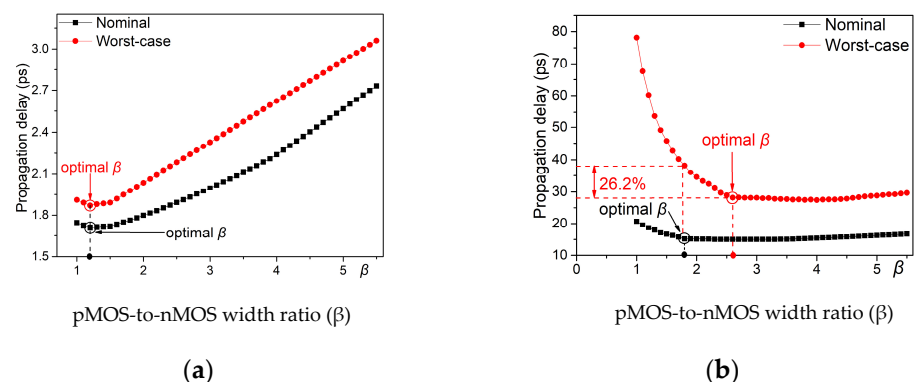 Nominal
Worst-case
Propagation delay (ps)
3.0
2.7
2.4
2.1
1.8
1.5
optimal β
optimal β
1 2 3 4 5 β
pMOS-to-nMOS width ratio (β)
(a)
Nominal
Worst-case
Propagation delay (ps)
80
70
60
50
40
30
20
10
optimal β
26.2%
optimal β
0 1 2 3 4 5 β
pMOS-to-nMOS width ratio (β)
(b)